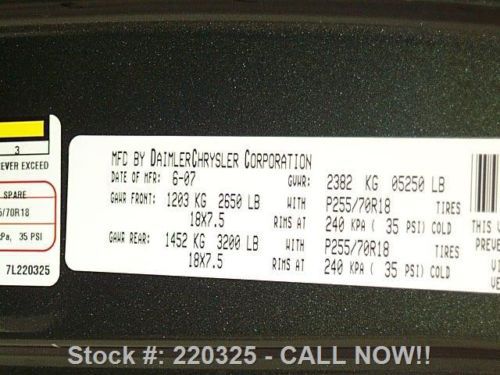 3
EVER EXCEED
SPARE
5/70R18
kPa, 35 PSI
7L220325
MFD BY DAIMLERCHRYSLER CORPORATION
DATE OF MFR: 6-07 GVWR: 2382 KG 05250 LB
GAWR FRONT: 1203 KG 2650 LB WITH P255/70R18 TIRES
18X7.5 RIMS AT 240 KPA ( 35 PSI) COLD
GAWR REAR: 1452 KG 3200 LB WITH P255/70R18 TIRES
18X7.5 RIMS AT 240 KPA ( 35 PSI) COLD
THIS V
PREVE
VI
VE
Stock #: 220325 - CALL NOW!!